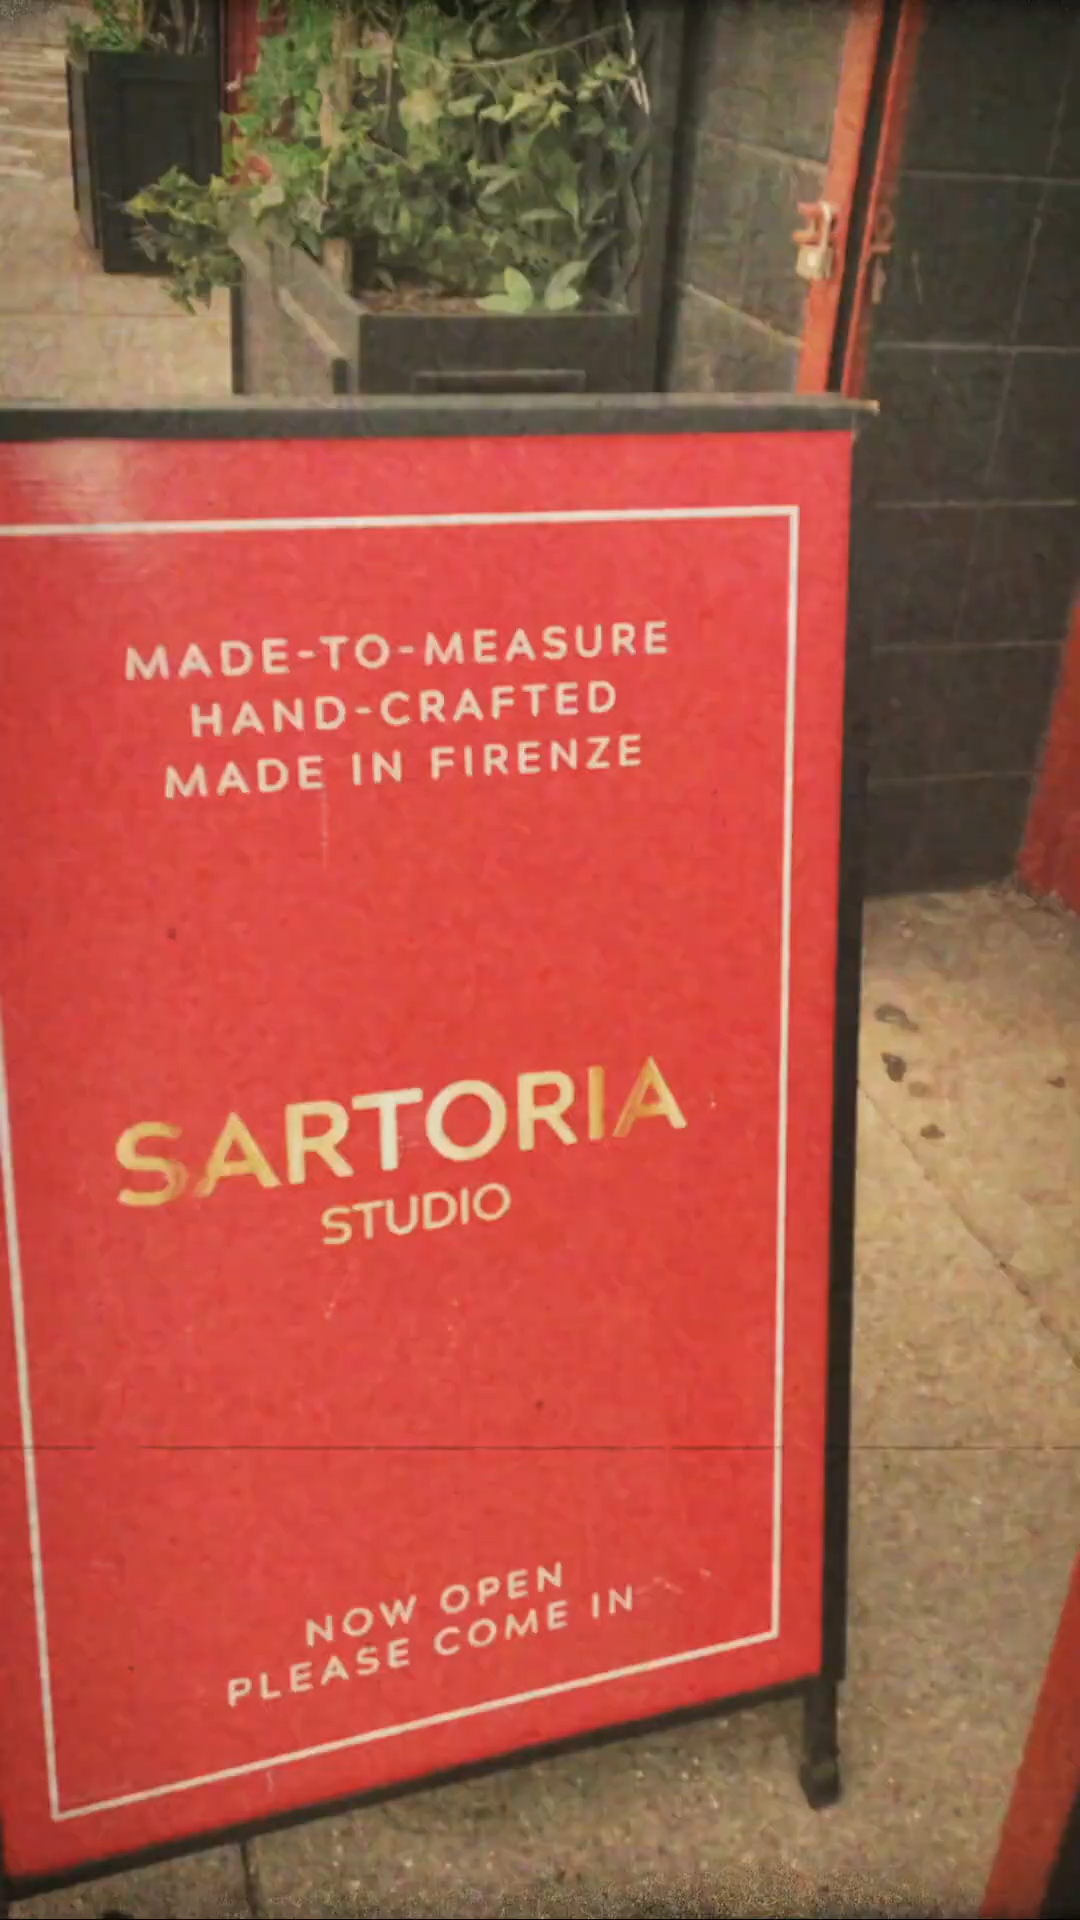 MADE-TO-MEASURE
HAND-CRAFTED
MADE IN FIRENZE
SARTORIA
STUDIO
NOW OPEN
PLEASE COME IN